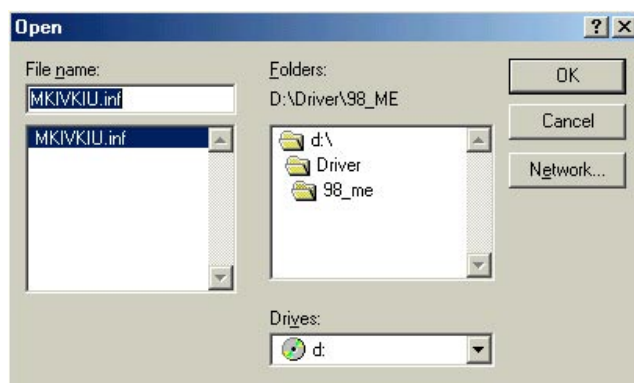 Open
File name:
MKIVKIU.inf
MKIVKIU.inf
Folders:
D:\Driver\98_ME
d:\
Driver
98_me
Drives:
d:
OK
Cancel
Network...